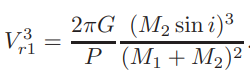 V_{r1}^3 = \frac{2\pi G}{P} \frac{(M_2 \sin i)^3}{(M_1 + M_2)^2}.